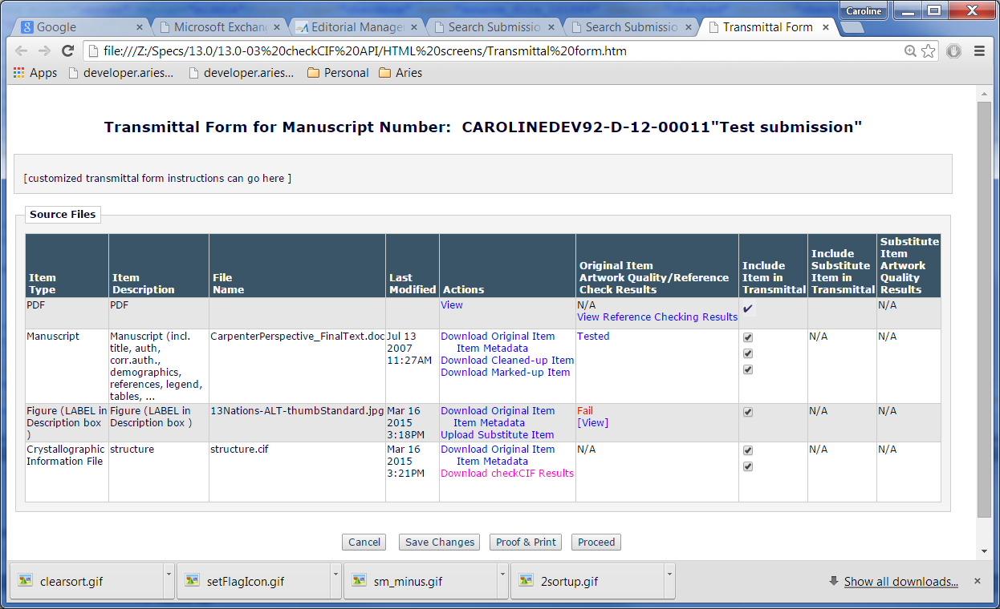 Caroline
Google
Microsoft Exchan
Editorial Manage
Search Submissio
Search Submissio
Transmittal Form
file:///Z:/Specs/13.0/13.0-03%20checkCIF%20API/HTML%20screens/Transmittal%20form.htm
Apps developer.aries... developer.aries... Personal Aries
Transmittal Form for Manuscript Number: CAROLINEDEV92-D-12-00011"Test submission"
[customized transmittal form instructions can go here ]
Source Files
Item
Type
Item
Description
File
Name
Last
Modified
Actions
Original Item
Artwork Quality/Reference
Check Results
Include
Item in
Transmittal
Include
Substitute
Item in
Transmittal
Substitute
Item
Artwork
Quality
Results
PDF
PDF
View
N/A
View Reference Checking Results
N/A
Manuscript
Manuscript (incl.
title, auth,
corr.auth.,
demographics,
references, legend,
tables, ...
CarpenterPerspective_FinalText.doc
Jul 13
2007
11:27AM
Download Original Item
Item Metadata
Download Cleaned-up Item
Download Marked-up Item
Tested
N/A
N/A
Figure (LABEL in
Description box
)
Figure (LABEL in
Description box )
13Nations-ALT-thumbStandard.jpg
Mar 16
2015
3:18PM
Download Original Item
Item Metadata
Upload Substitute Item
Fail
[View]
N/A
N/A
Crystallographic
Information File
structure
structure.cif
Mar 16
2015
3:21PM
Download Original Item
Item Metadata
Download checkCIF Results
N/A
N/A
N/A
Cancel
Save Changes
Proof & Print
Proceed
clearsort.gif
setFlagIcon.gif
sm_minus.gif
2sortup.gif
Show all downloads...